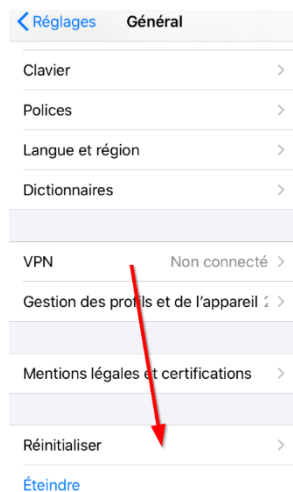 Réglages Général
Clavier
Polices
Langue et région
Dictionnaires
VPN Non connecté
Gestion des profils et de l'appareil 2
Mentions légales et certifications
Réinitialiser
Éteindre